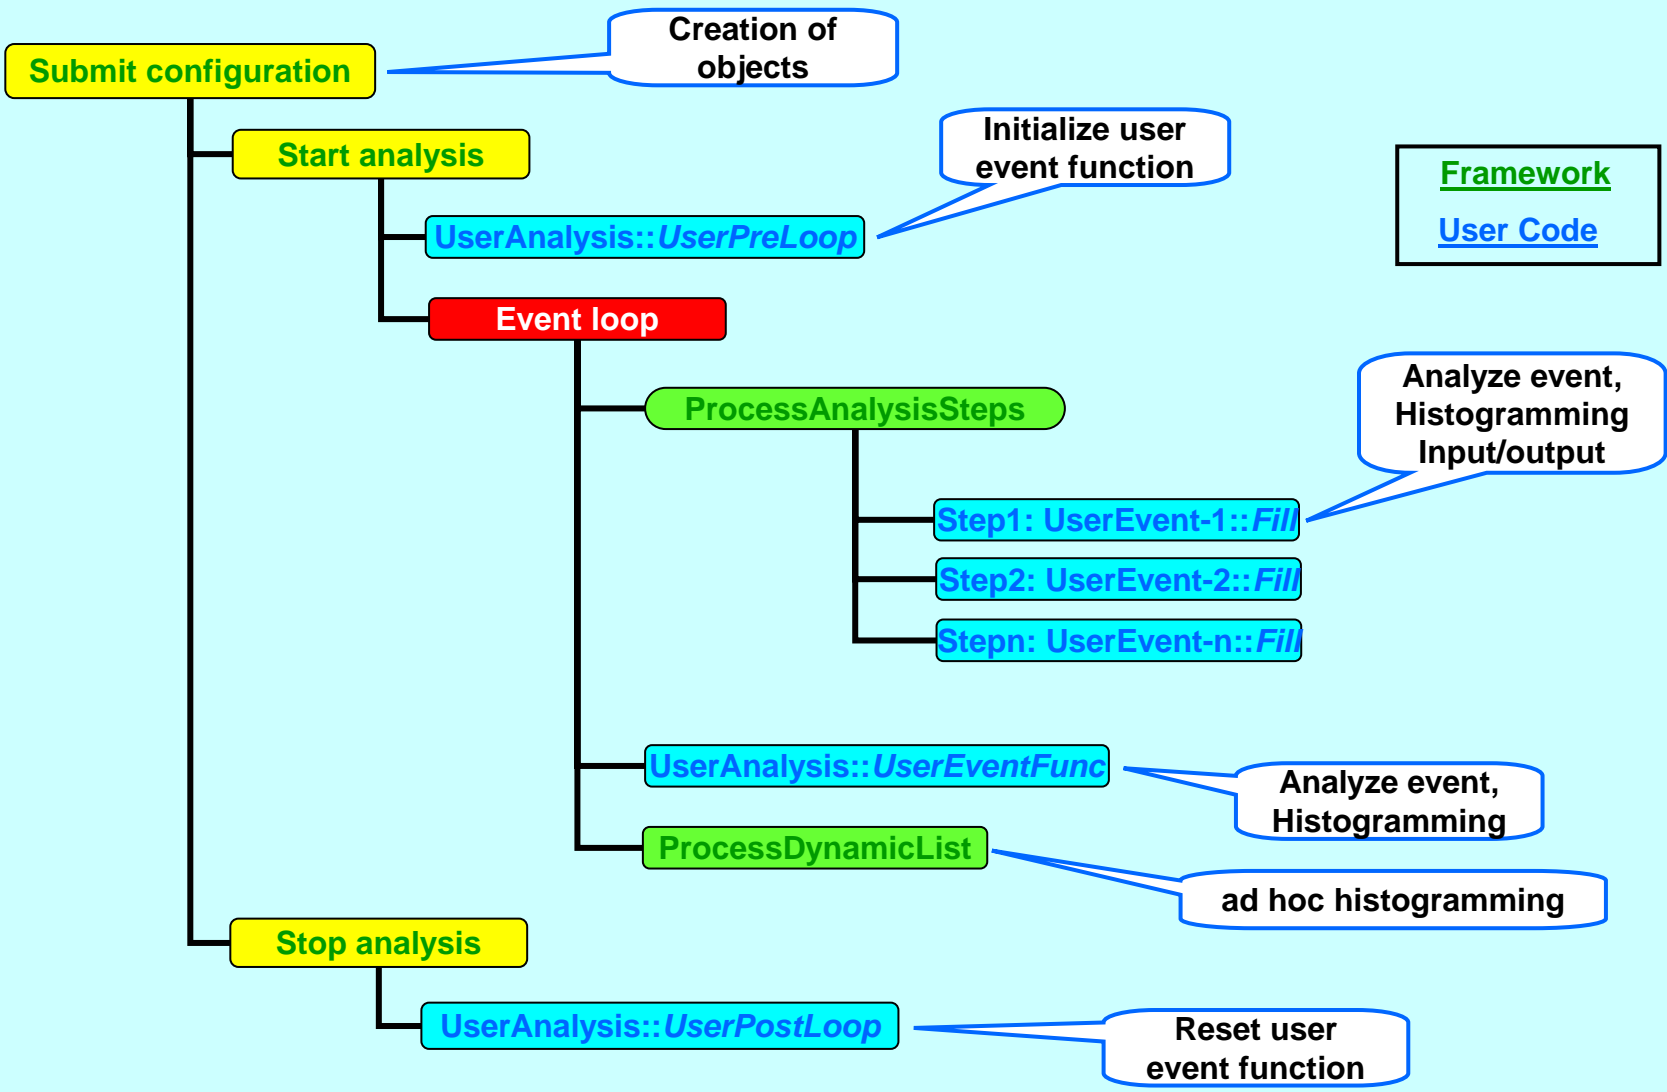 Creation of
objects
Submit configuration
Initialize user
event function
Start analysis
Framework
User Code
UserAnalysis::UserPreLoop
Event loop
Analyze event,
Histogramming
Input/output
ProcessAnalysisSteps
Step1: UserEvent-1::Fill
Step2: UserEvent-2::Fill
Stepn: UserEvent-n::Fill
UserAnalysis::UserEventFunc
Analyze event,
Histogramming
ProcessDynamicList
ad hoc histogramming
Stop analysis
UserAnalysis::UserPostLoop
Reset user
event function